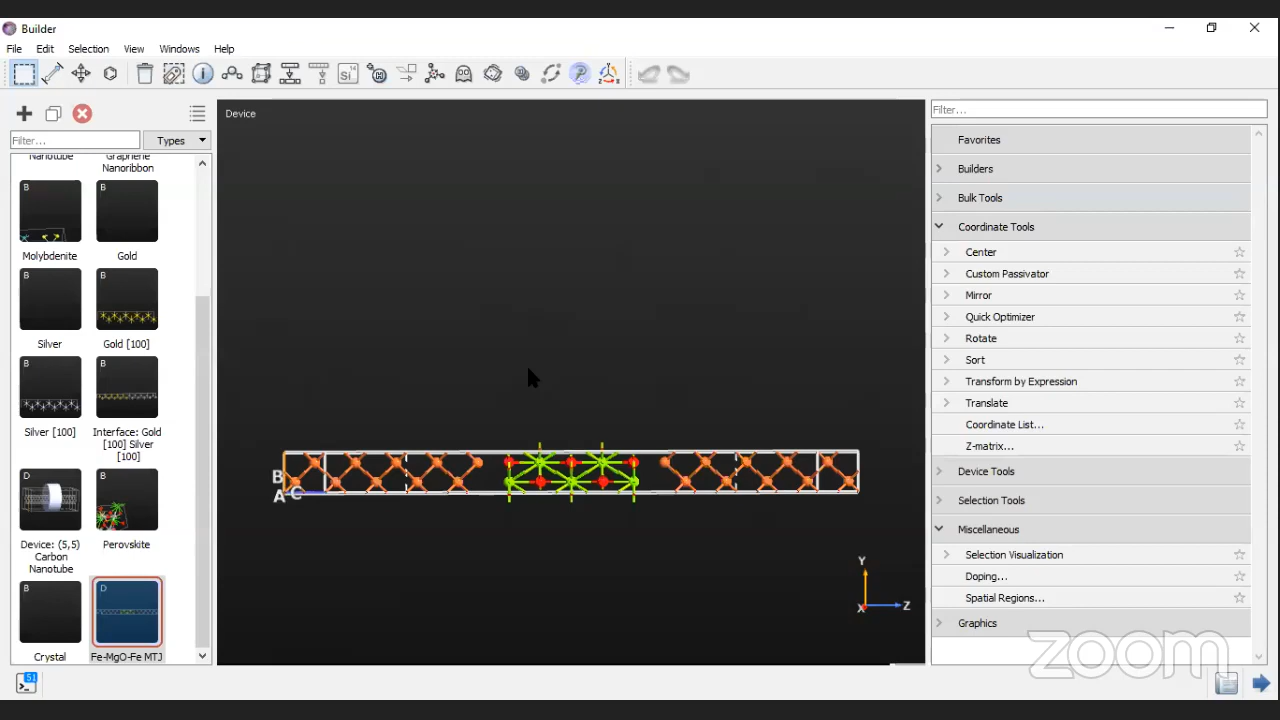 Builder
File Edit Selection View Windows Help
Si 14
Filter...
Types
Nanotube
Graphene
Nanoribbon
B
B
Molybdenite
Gold
B
B
Silver
Gold [100]
B
B
Silver [100]
Interface: Gold
[100] Silver
[100]
D
B
Device: (5,5)
Carbon
Nanotube
Perovskite
B
D
Crystal
Fe-MgO-Fe MTJ
51
Device
B
A C
Y
X
Z
Filter...
Favorites
Builders
Bulk Tools
Coordinate Tools
Center
Custom Passivator
Mirror
Quick Optimizer
Rotate
Sort
Transform by Expression
Translate
Coordinate List...
Z-matrix...
Device Tools
Selection Tools
Miscellaneous
Selection Visualization
Doping...
Spatial Regions...
Graphics
zoom